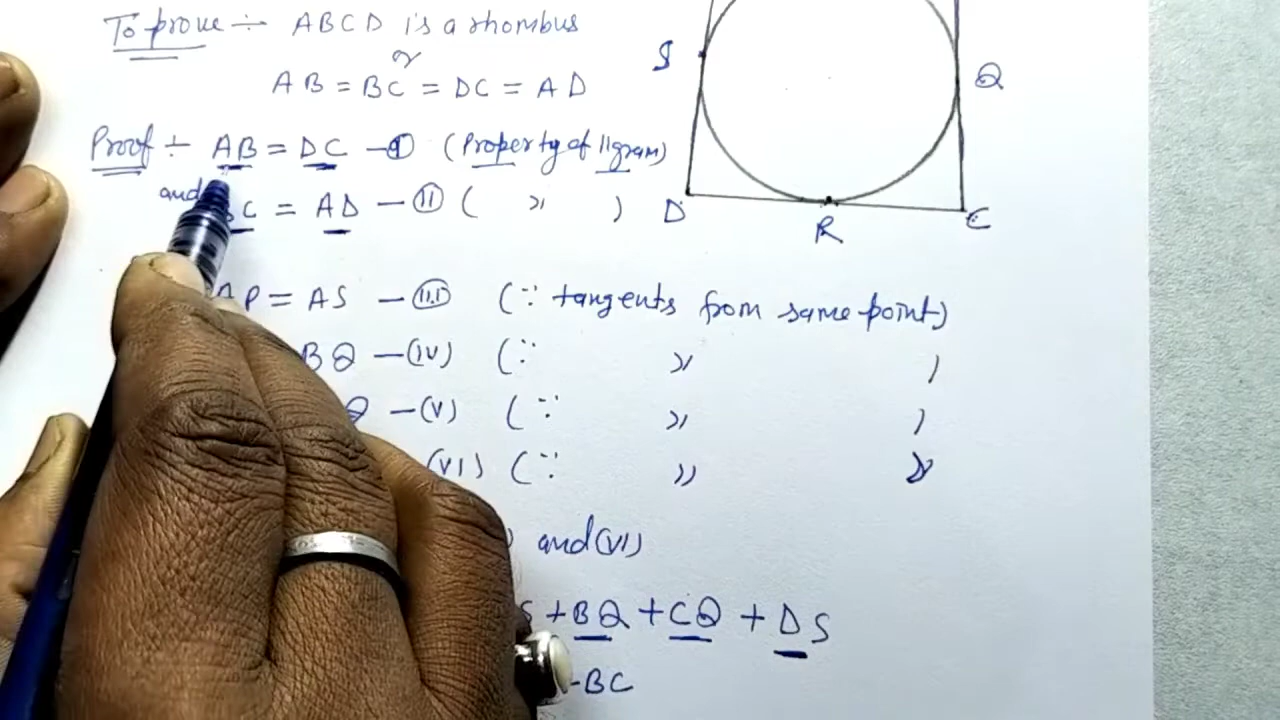 To prove ÷ ABCD is a rhombus
or
AB = BC = DC = AD
Proof ÷ AB = DC — (I) (Property of ||gram)
and BC = AD — (II) ( " )
AP = AS — (III) (∵ tangents from same point)
BQ — (IV) (∵ " )
Q — (V) (∵ " )
(VI) (∵ " )
) and (VI)
S + BQ + CQ + DS
-BC
S
Q
D
R
C